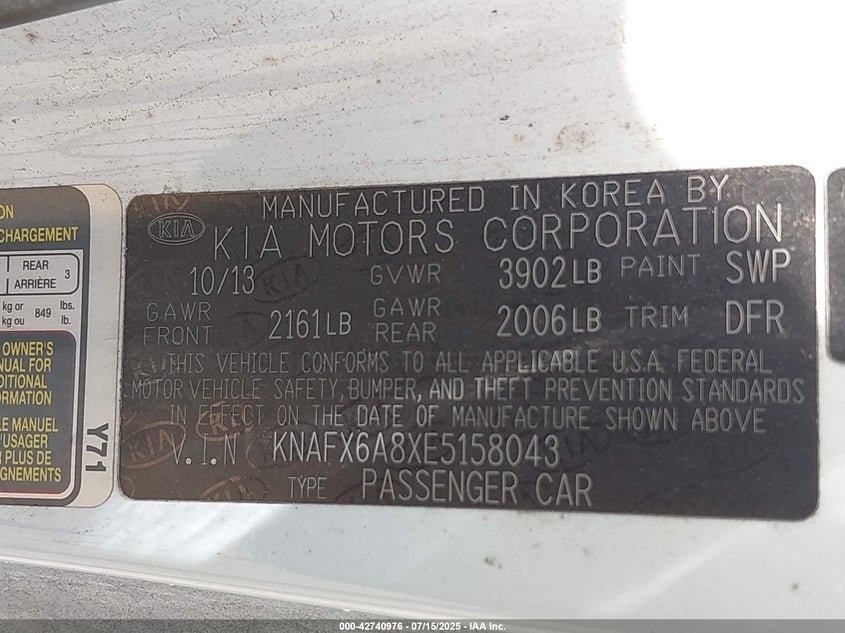 ON
CHARGEMENT
REAR
ARRIÈRE
3
kg or
kg ou
849
lbs.
lb.
OWNER'S
NUAL FOR
DITIONAL
ORMATION
LE MANUEL
'USAGER
R PLUS DE
EIGNEMENTS
Y71
MANUFACTURED IN KOREA BY
KIA KIA MOTORS CORPORATION
10/13 GVWR 3902LB PAINT SWP
GAWR FRONT 2161LB GAWR REAR 2006LB TRIM DFR
THIS VEHICLE CONFORMS TO ALL APPLICABLE U.S.A. FEDERAL
MOTOR VEHICLE SAFETY, BUMPER, AND THEFT PREVENTION STANDARDS
IN EFFECT ON THE DATE OF MANUFACTURE SHOWN ABOVE
V.I.N KNAFX6A8XE5158043
TYPE PASSENGER CAR
000-42740976 - 07/15/2025 - IAA Inc.